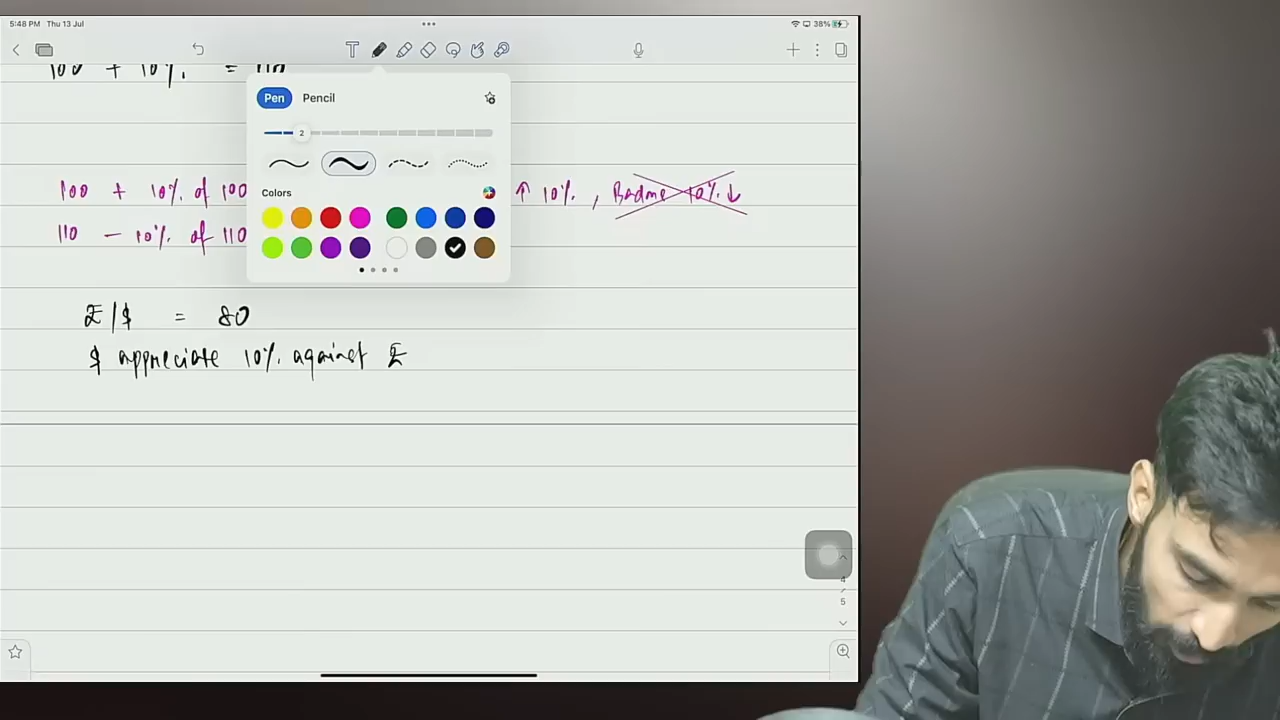 5:48 PM Thu 13 Jul
38%
100 + 10% = 110
Pen
Pencil
2
Colors
100 + 10% of 100
↑ 10%, 10% ↓
110 - 10% of 110
₹/$ = 80
$ appreciate 10% against ₹
4
/
5